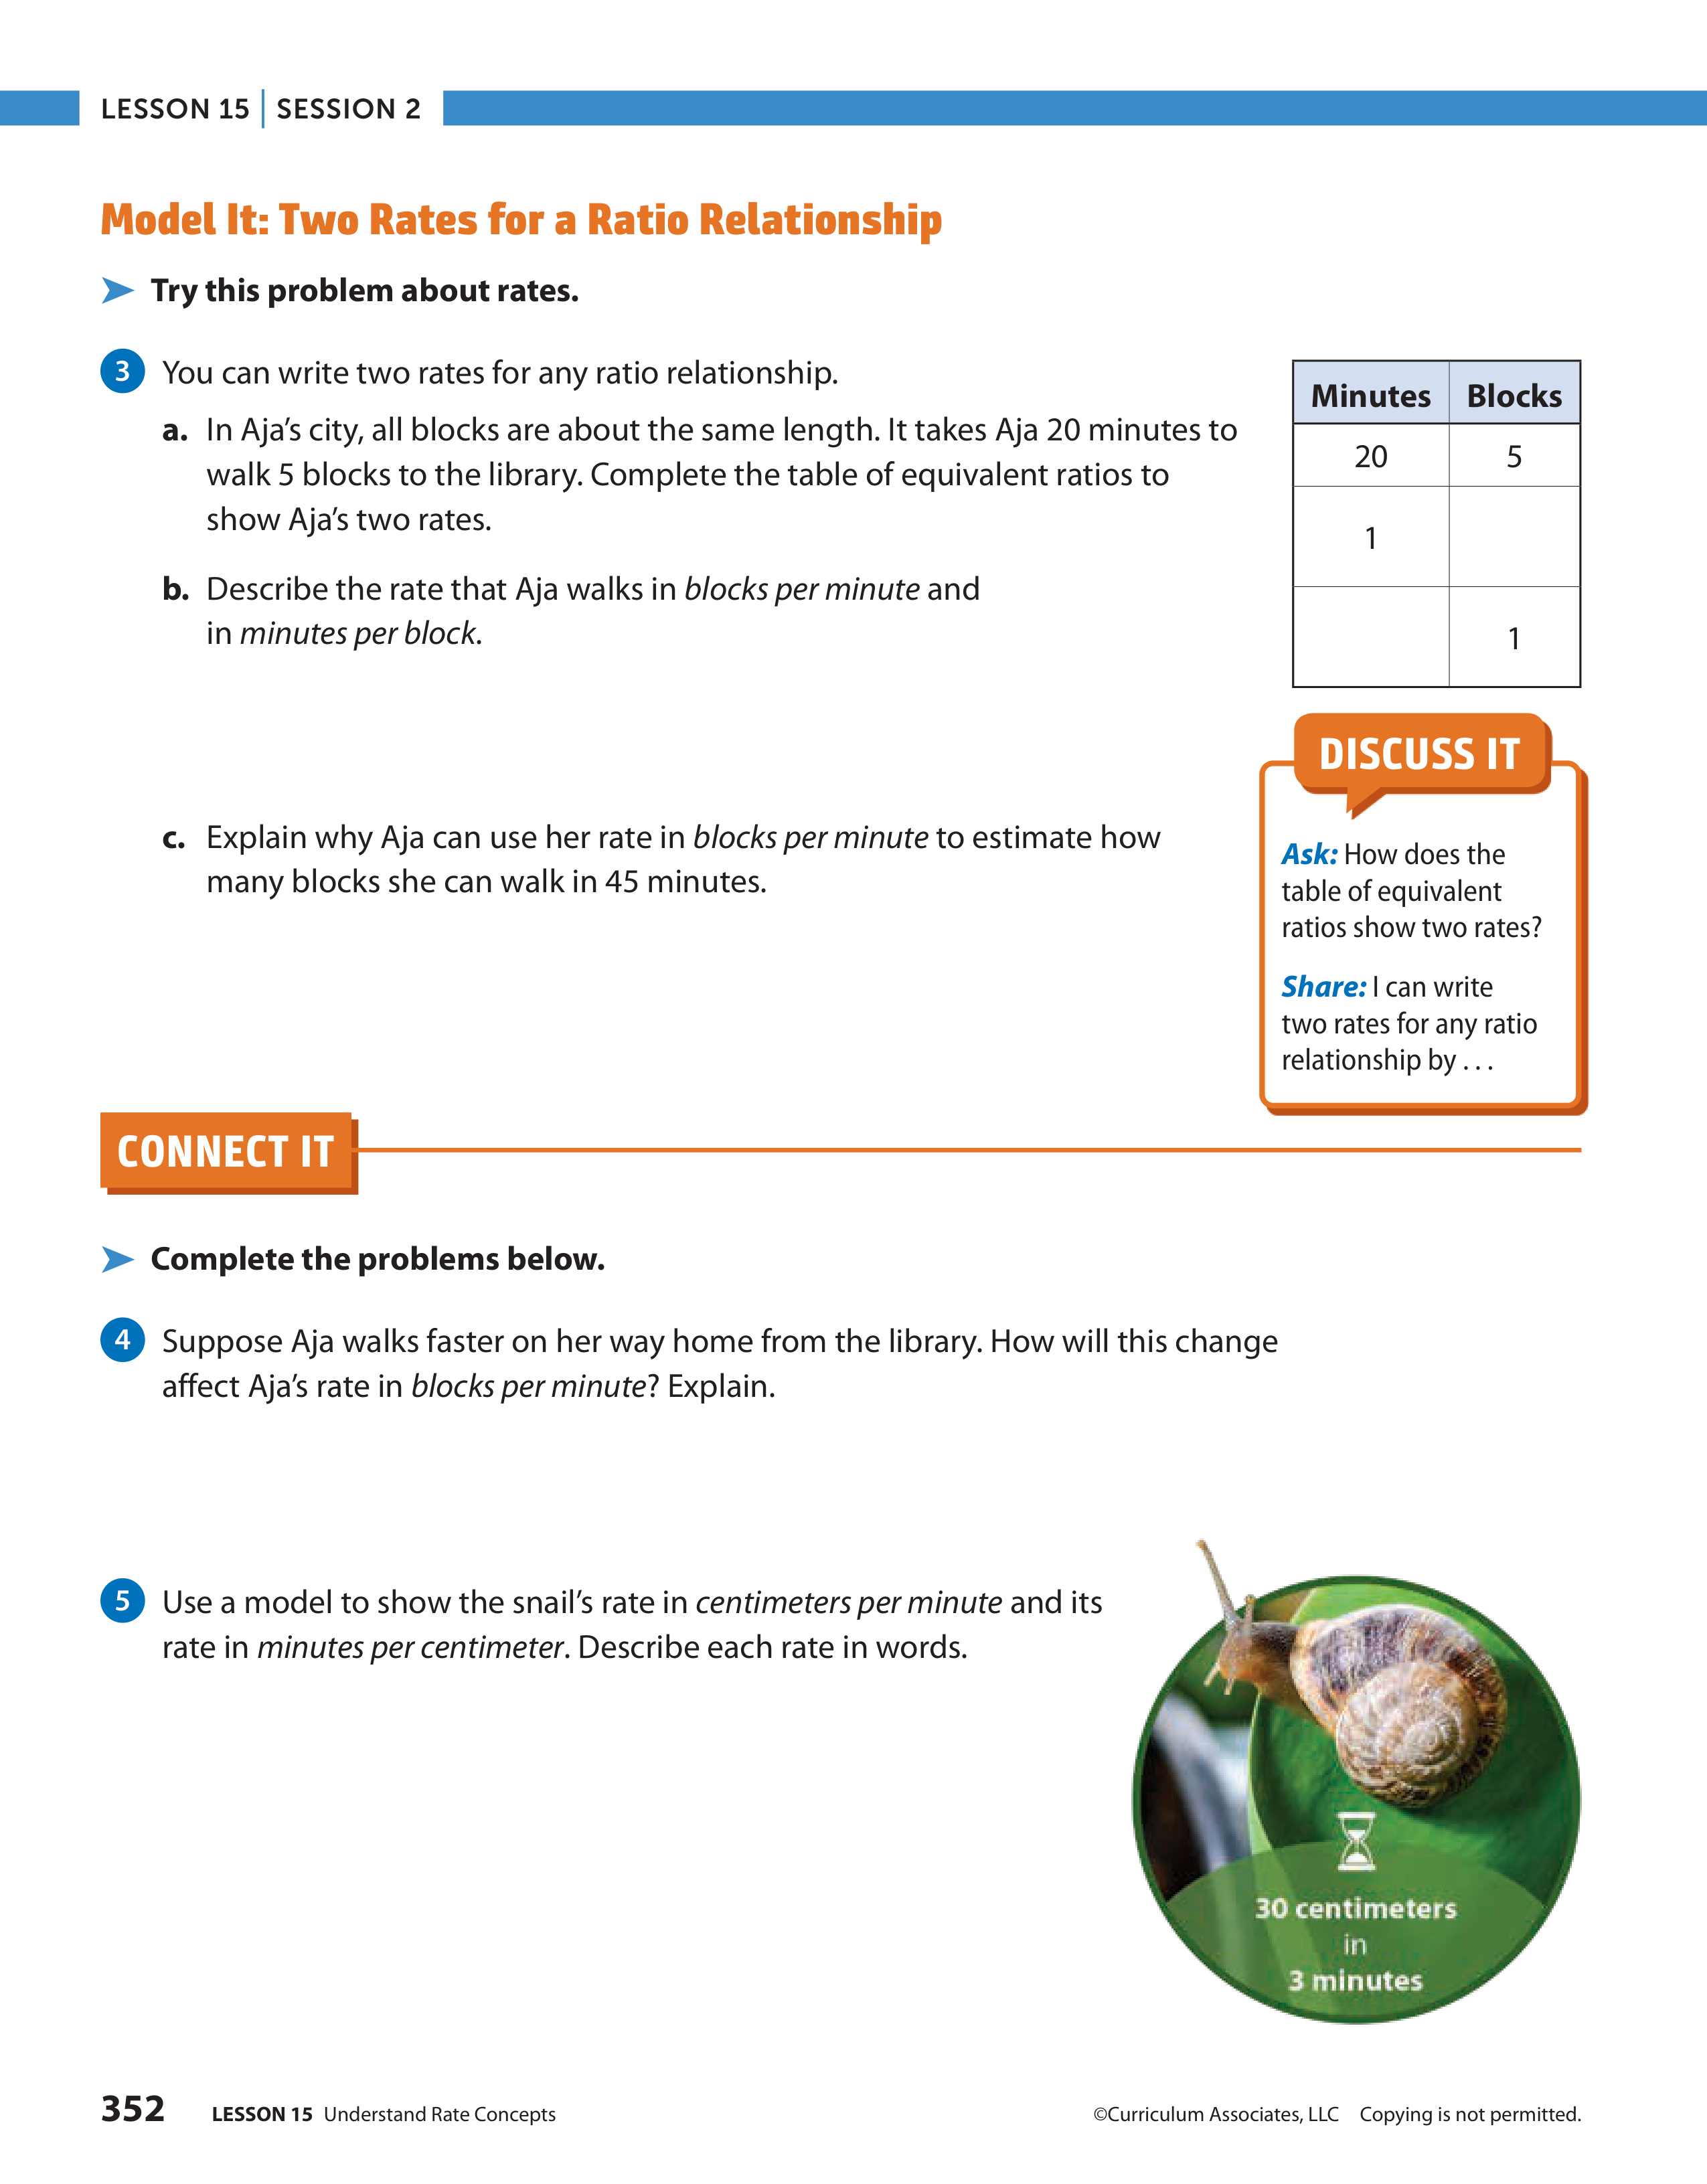 LESSON 15 | SESSION 2
Model It: Two Rates for a Ratio Relationship
Try this problem about rates.
3 You can write two rates for any ratio relationship.
a. In Aja's city, all blocks are about the same length. It takes Aja 20 minutes to
walk 5 blocks to the library. Complete the table of equivalent ratios to
show Aja's two rates.
b. Describe the rate that Aja walks in blocks per minute and
in minutes per block.
Minutes Blocks
20 5
1
1
c. Explain why Aja can use her rate in blocks per minute to estimate how
many blocks she can walk in 45 minutes.
DISCUSS IT
Ask: How does the
table of equivalent
ratios show two rates?
Share: I can write
two rates for any ratio
relationship by . . .
CONNECT IT
Complete the problems below.
4 Suppose Aja walks faster on her way home from the library. How will this change
affect Aja's rate in blocks per minute? Explain.
5 Use a model to show the snail's rate in centimeters per minute and its
rate in minutes per centimeter. Describe each rate in words.
30 centimeters
in
3 minutes
352 LESSON 15 Understand Rate Concepts
©Curriculum Associates, LLC Copying is not permitted.